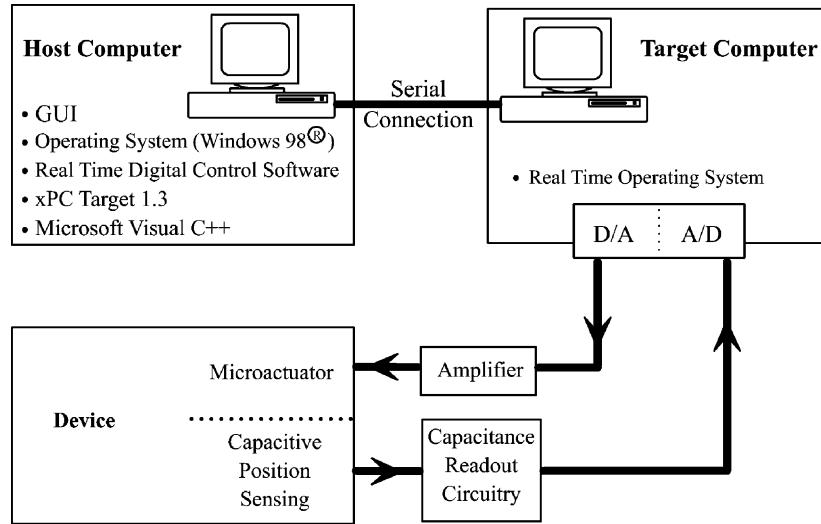 Host Computer
• GUI
• Operating System (Windows 98®)
• Real Time Digital Control Software
• xPC Target 1.3
• Microsoft Visual C++
Serial
Connection
Target Computer
• Real Time Operating System
D/A
A/D
Device
Microactuator
Capacitive
Position
Sensing
Amplifier
Capacitance
Readout
Circuitry